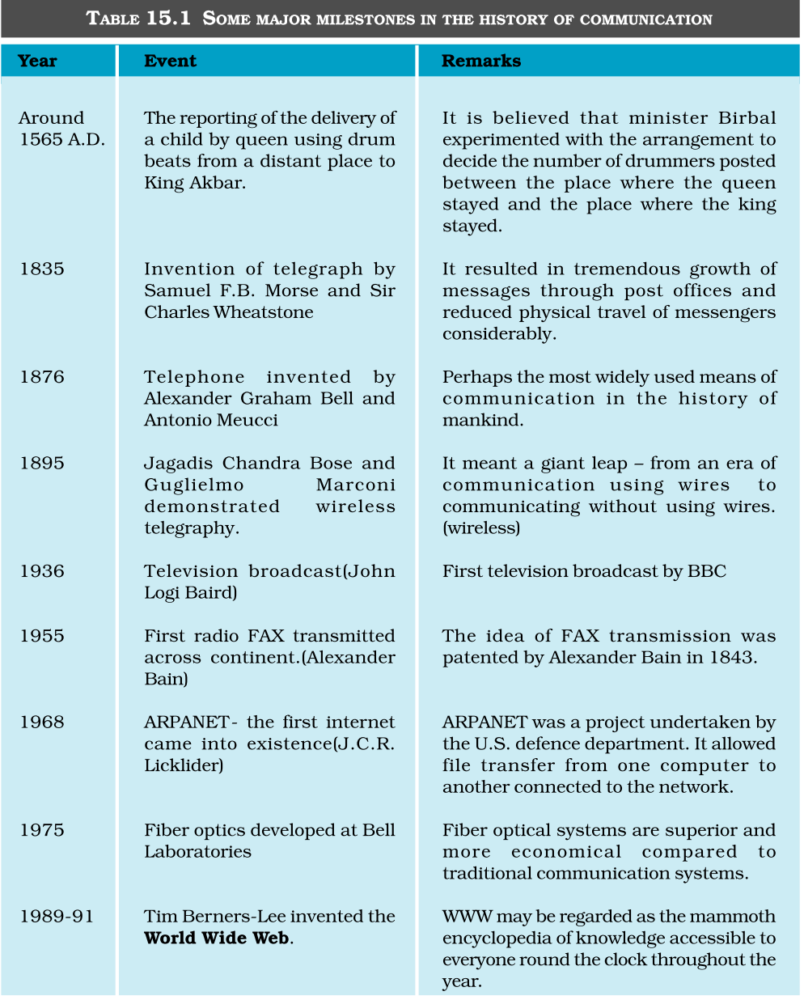 TABLE 15.1 SOME MAJOR MILESTONES IN THE HISTORY OF COMMUNICATION
Year Event Remarks
Around
1565 A.D.
The reporting of the delivery of
a child by queen using drum
beats from a distant place to
King Akbar.
It is believed that minister Birbal
experimented with the arrangement to
decide the number of drummers posted
between the place where the queen
stayed and the place where the king
stayed.
1835
Invention of telegraph by
Samuel F.B. Morse and Sir
Charles Wheatstone
It resulted in tremendous growth of
messages through post offices and
reduced physical travel of messengers
considerably.
1876
Telephone invented by
Alexander Graham Bell and
Antonio Meucci
Perhaps the most widely used means of
communication in the history of
mankind.
1895
Jagadis Chandra Bose and
Guglielmo Marconi
demonstrated wireless
telegraphy.
It meant a giant leap – from an era of
communication using wires to
communicating without using wires.
(wireless)
1936
Television broadcast(John
Logi Baird)
First television broadcast by BBC
1955
First radio FAX transmitted
across continent.(Alexander
Bain)
The idea of FAX transmission was
patented by Alexander Bain in 1843.
1968
ARPANET- the first internet
came into existence(J.C.R.
Licklider)
ARPANET was a project undertaken by
the U.S. defence department. It allowed
file transfer from one computer to
another connected to the network.
1975
Fiber optics developed at Bell
Laboratories
Fiber optical systems are superior and
more economical compared to
traditional communication systems.
1989-91
Tim Berners-Lee invented the
World Wide Web.
WWW may be regarded as the mammoth
encyclopedia of knowledge accessible to
everyone round the clock throughout the
year.